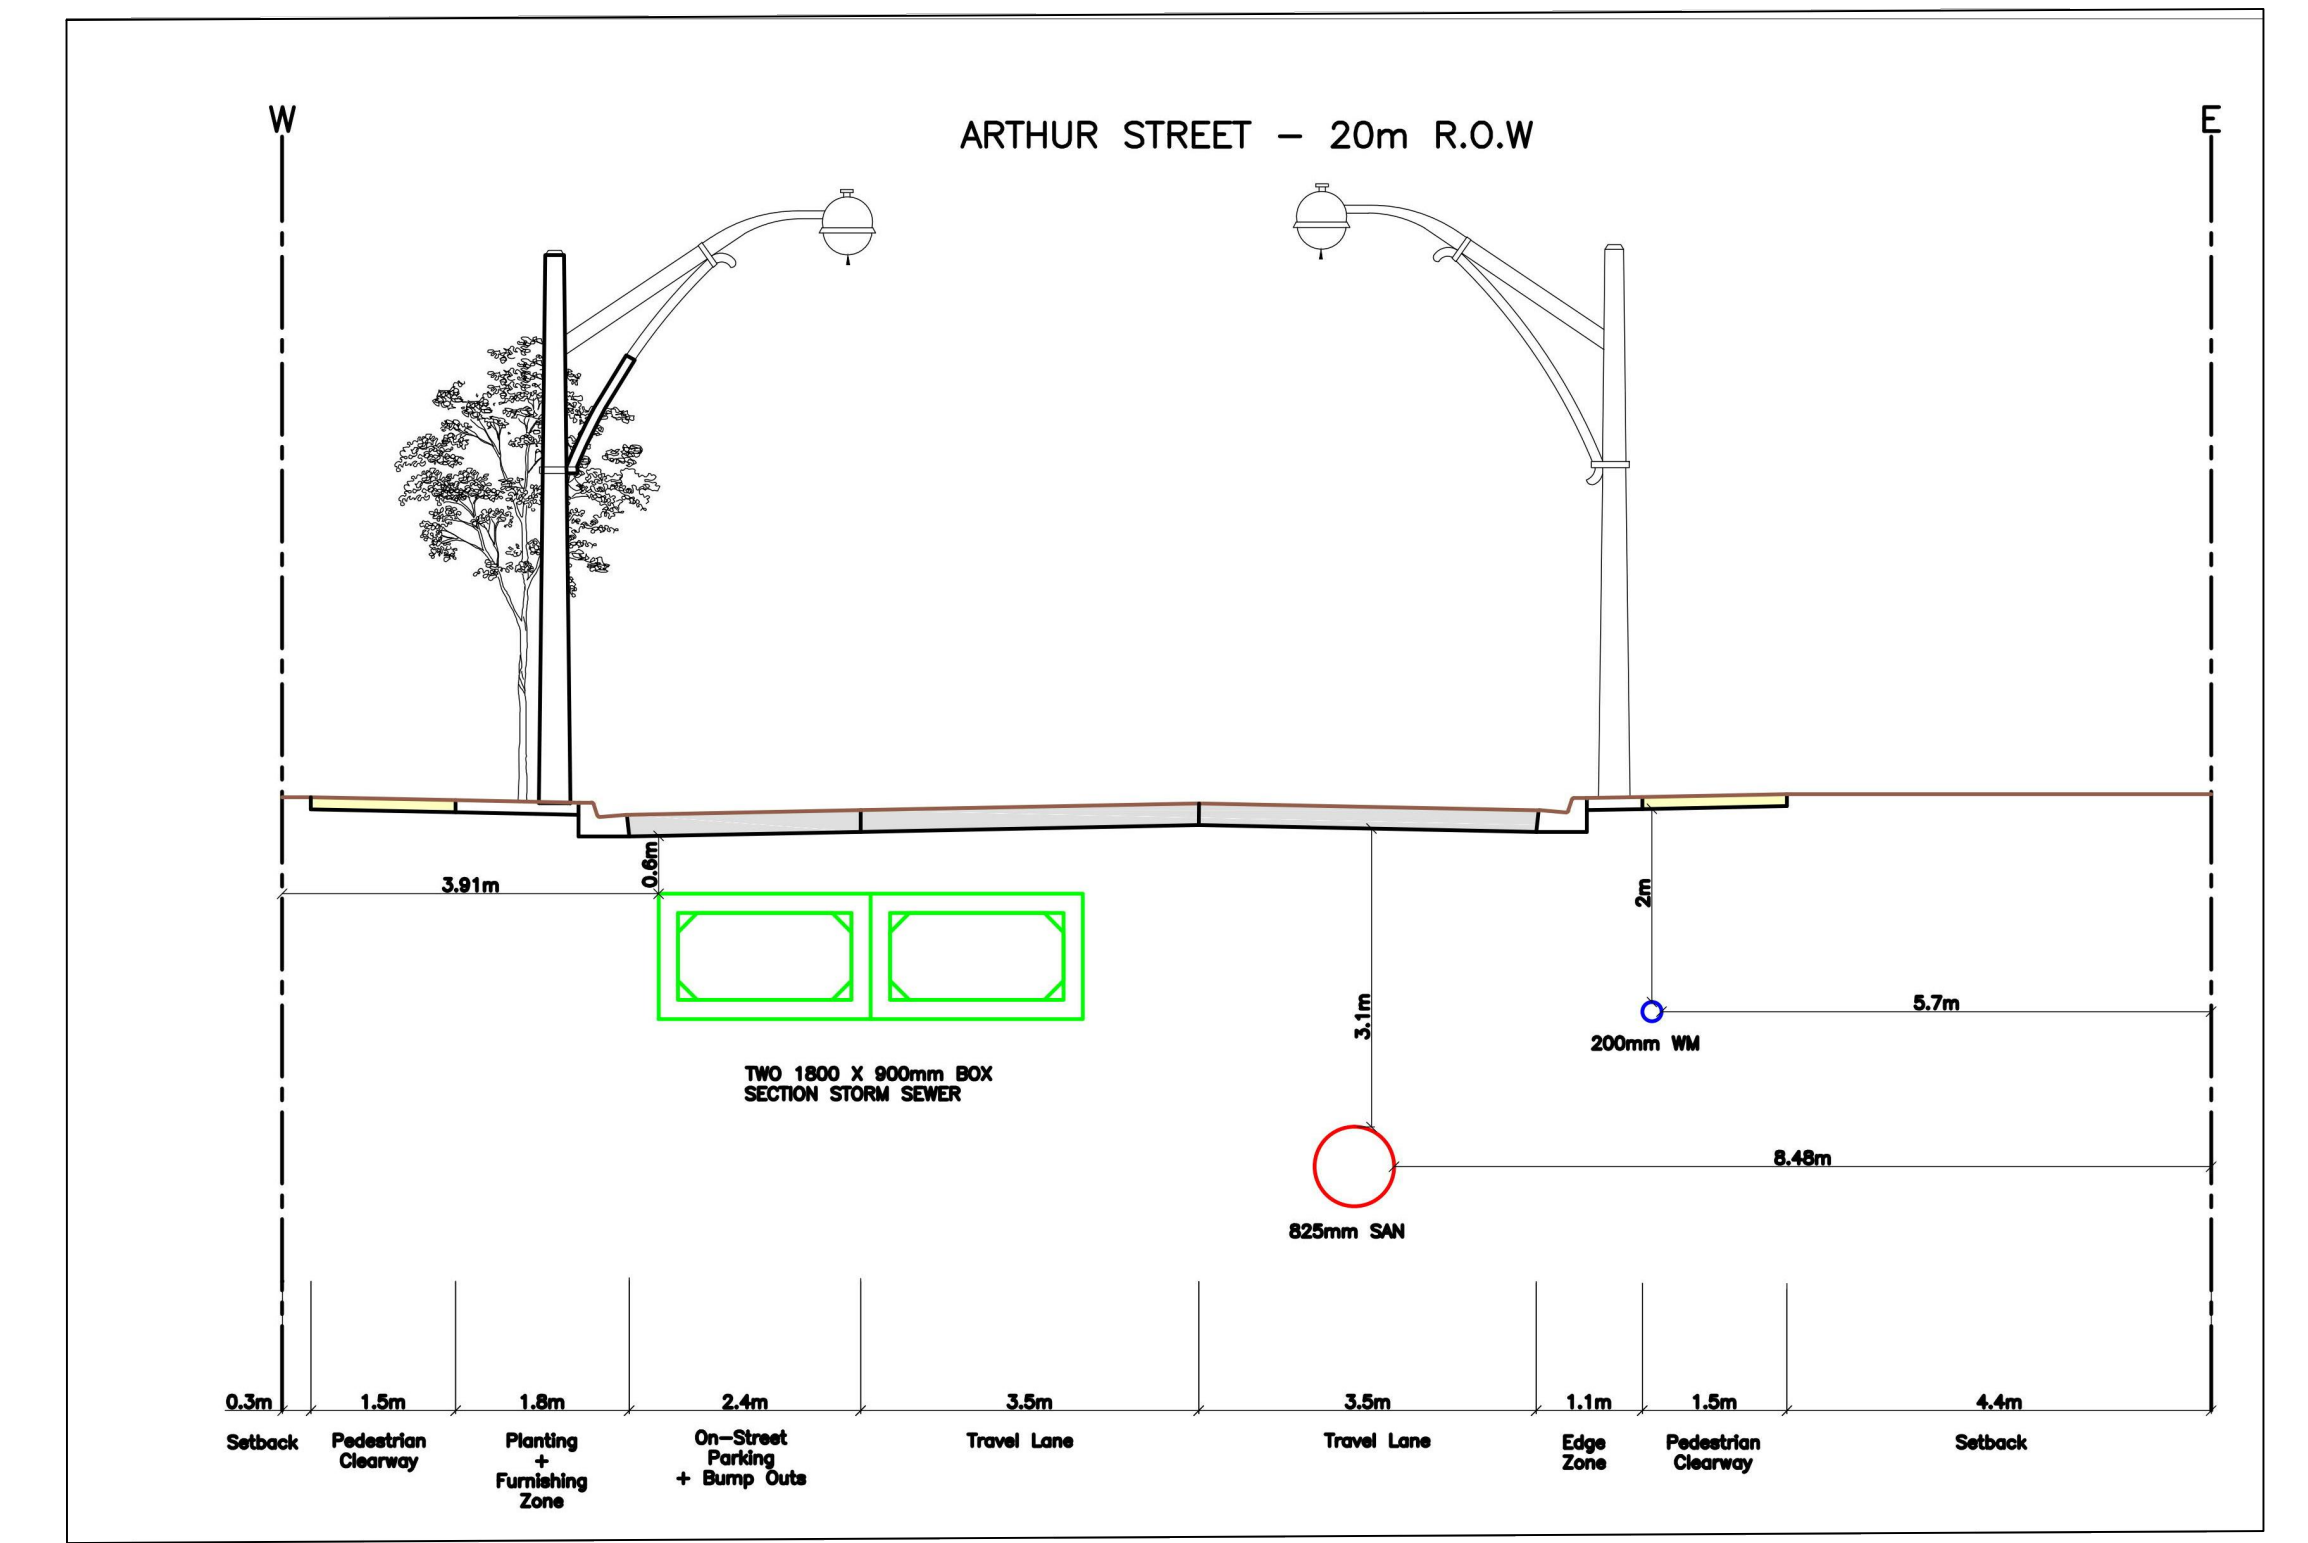 W
E
ARTHUR STREET - 20m R.O.W
0.6m
3.91m
2m
5.7m
3.1m
200mm WM
TWO 1800 X 900mm BOX
SECTION STORM SEWER
8.48m
825mm SAN
0.3m
1.5m
1.8m
2.4m
3.5m
3.5m
1.1m
1.5m
4.4m
Setback
Pedestrian
Clearway
Planting
+
Furnishing
Zone
On-Street
Parking
+ Bump Outs
Travel Lane
Travel Lane
Edge
Zone
Pedestrian
Clearway
Setback